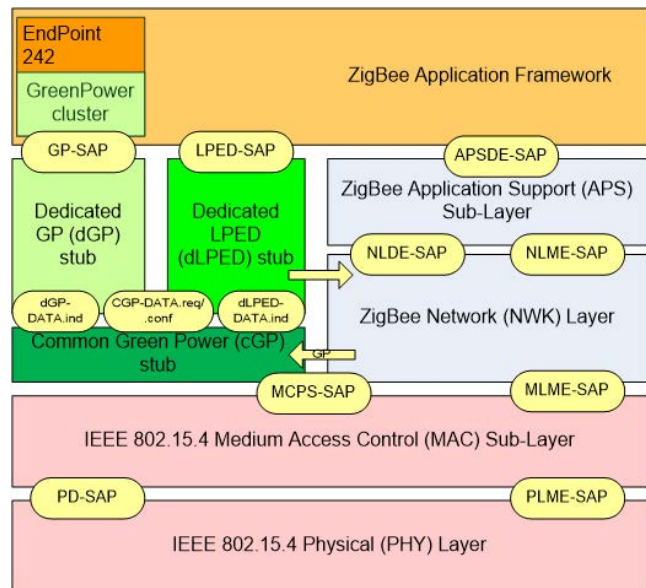 EndPoint
242
ZigBee Application Framework
GreenPower
cluster
GP-SAP
LPED-SAP
APSDE-SAP
Dedicated
GP (dGP)
stub
Dedicated
LPED
(dLPED) stub
ZigBee Application Support (APS)
Sub-Layer
NLDE-SAP
NLME-SAP
dGP-
DATA.ind
CGP-DATA.req/
.conf
dLPED-
DATA.ind
ZigBee Network (NWK) Layer
Common Green Power (cGP)
stub
GP
MCPS-SAP
MLME-SAP
IEEE 802.15.4 Medium Access Control (MAC) Sub-Layer
PD-SAP
PLME-SAP
IEEE 802.15.4 Physical (PHY) Layer